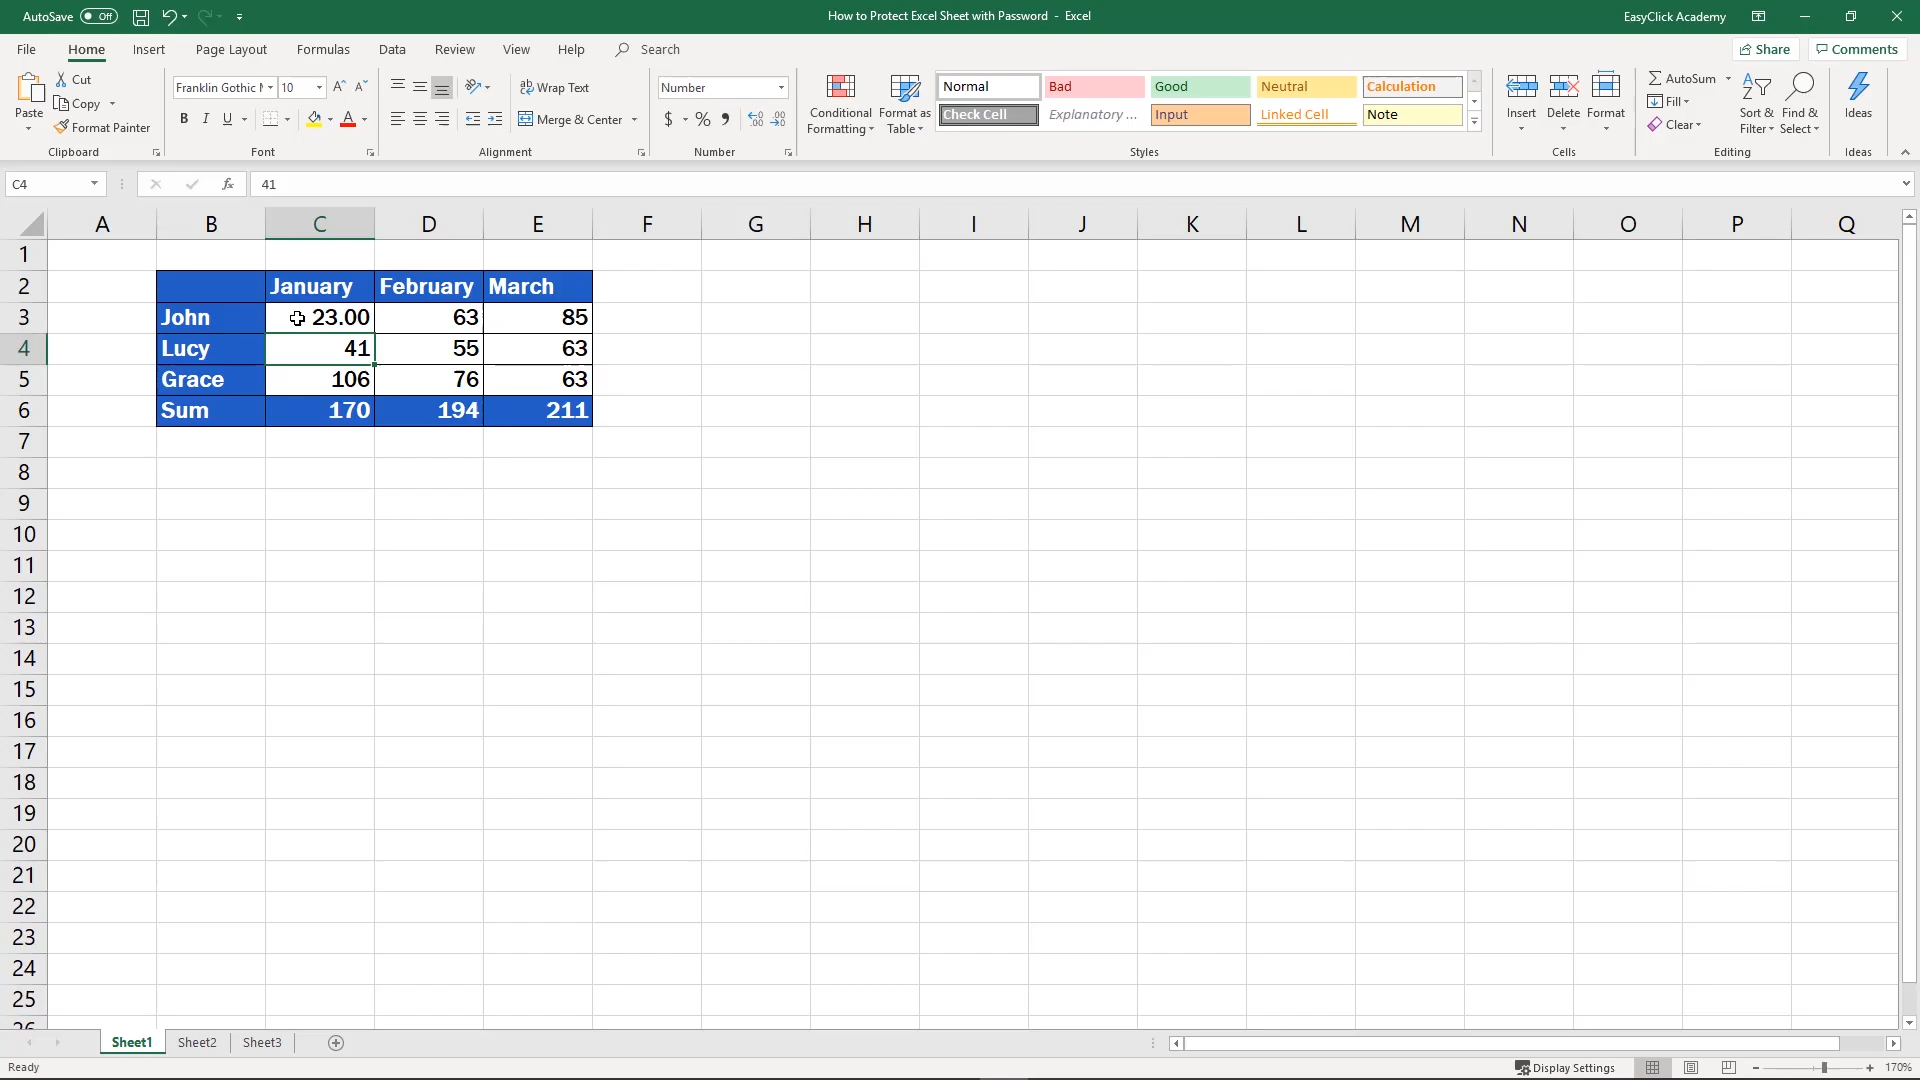 AutoSave Off How to Protect Excel Sheet with Password - Excel EasyClick Academy
File Home Insert Page Layout Formulas Data Review View Help Search Share Comments
Paste Cut Copy Format Painter Clipboard
Franklin Gothic 10 B I U A Font
Wrap Text Merge & Center Alignment
Number $ % Number
Conditional Formatting Format as Table
Normal Bad Good Neutral Calculation
Check Cell Explanatory ... Input Linked Cell Note
Styles
Insert Delete Format Cells
AutoSum Fill Clear Sort & Filter Find & Select Editing
Ideas Ideas
C4 fx 41
A B C D E F G H I J K L M N O P Q
1
2 January February March
3 John 23.00 63 85
4 Lucy 41 55 63
5 Grace 106 76 63
6 Sum 170 194 211
7
8
9
10
11
12
13
14
15
16
17
18
19
20
21
22
23
24
25
26
Sheet1 Sheet2 Sheet3
Ready Display Settings 170%